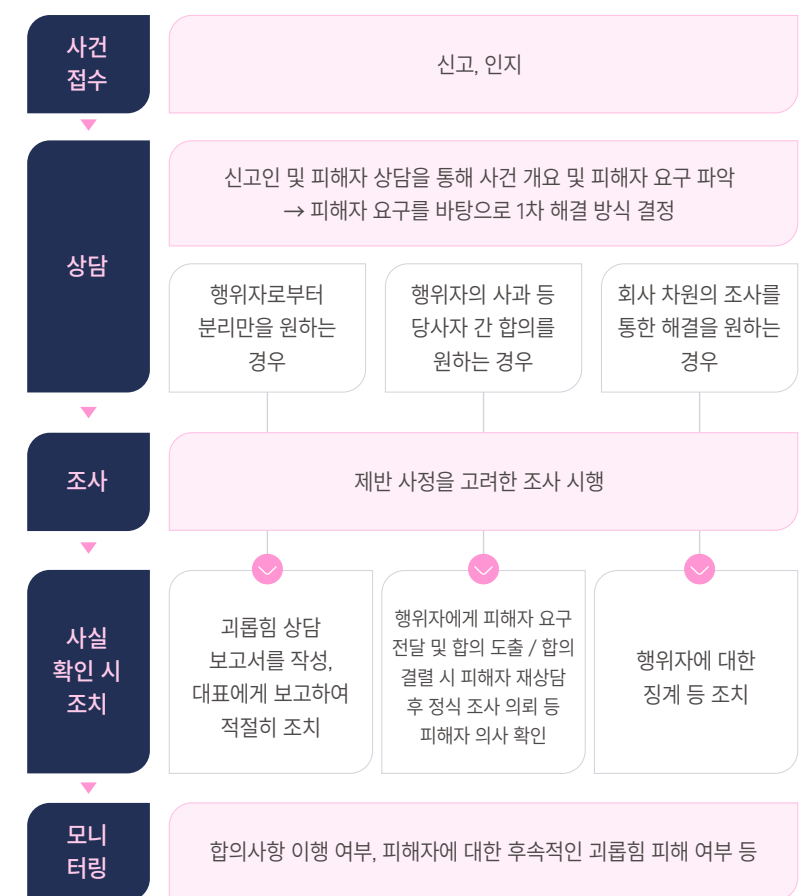 사건
접수
신고, 인지
상담
신고인 및 피해자 상담을 통해 사건 개요 및 피해자 요구 파악
→ 피해자 요구를 바탕으로 1차 해결 방식 결정
행위자로부터
분리만을 원하는
경우
행위자의 사과 등
당사자 간 합의를
원하는 경우
회사 차원의 조사를
통한 해결을 원하는
경우
조사
제반 사정을 고려한 조사 시행
사실
확인 시
조치
괴롭힘 상담
보고서를 작성,
대표에게 보고하여
적절히 조치
행위자에게 피해자 요구
전달 및 합의 도출 / 합의
결렬 시 피해자 재상담
후 정식 조사 의뢰 등
피해자 의사 확인
행위자에 대한
징계 등 조치
모니
터링
합의사항 이행 여부, 피해자에 대한 후속적인 괴롭힘 피해 여부 등